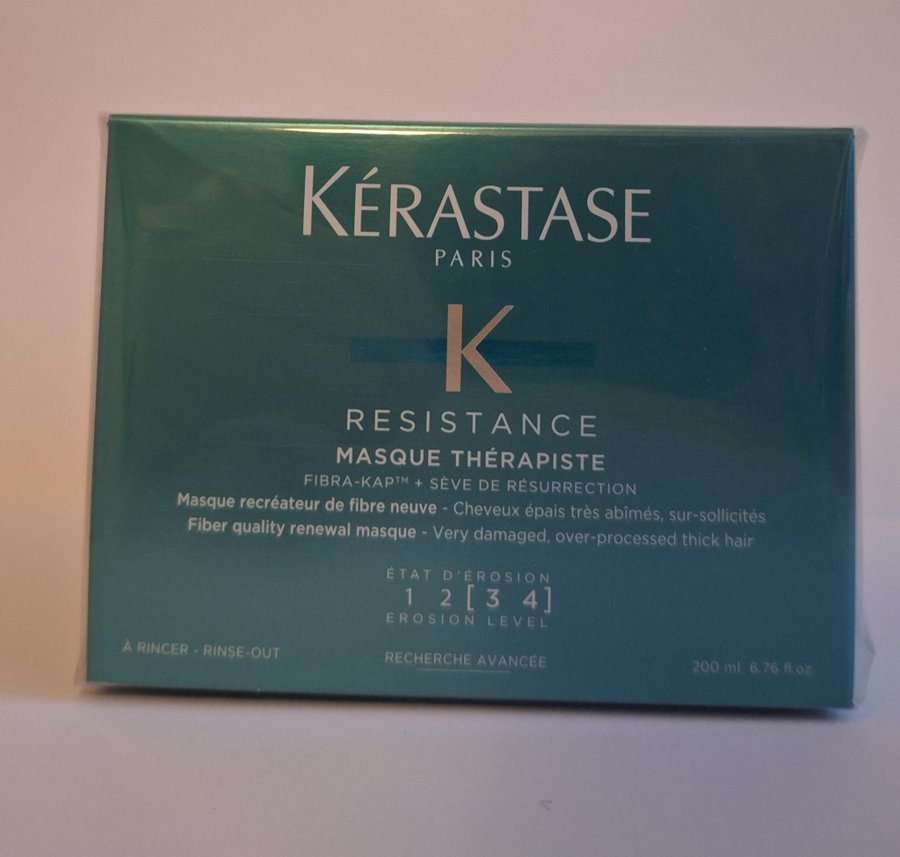 KÉRASTASE
PARIS
K
RESISTANCE
MASQUE THÉRAPISTE
FIBRA-KAP™ + SÈVE DE RÉSURRECTION
Masque recréateur de fibre neuve - Cheveux épais très abîmés, sur-sollicités
Fiber quality renewal masque - Very damaged, over-processed thick hair
ÉTAT D'ÉROSION
1 2 [3 4]
EROSION LEVEL
À RINCER - RINSE-OUT
RECHERCHE AVANCÉE
200 ml 6.76 fl.oz.